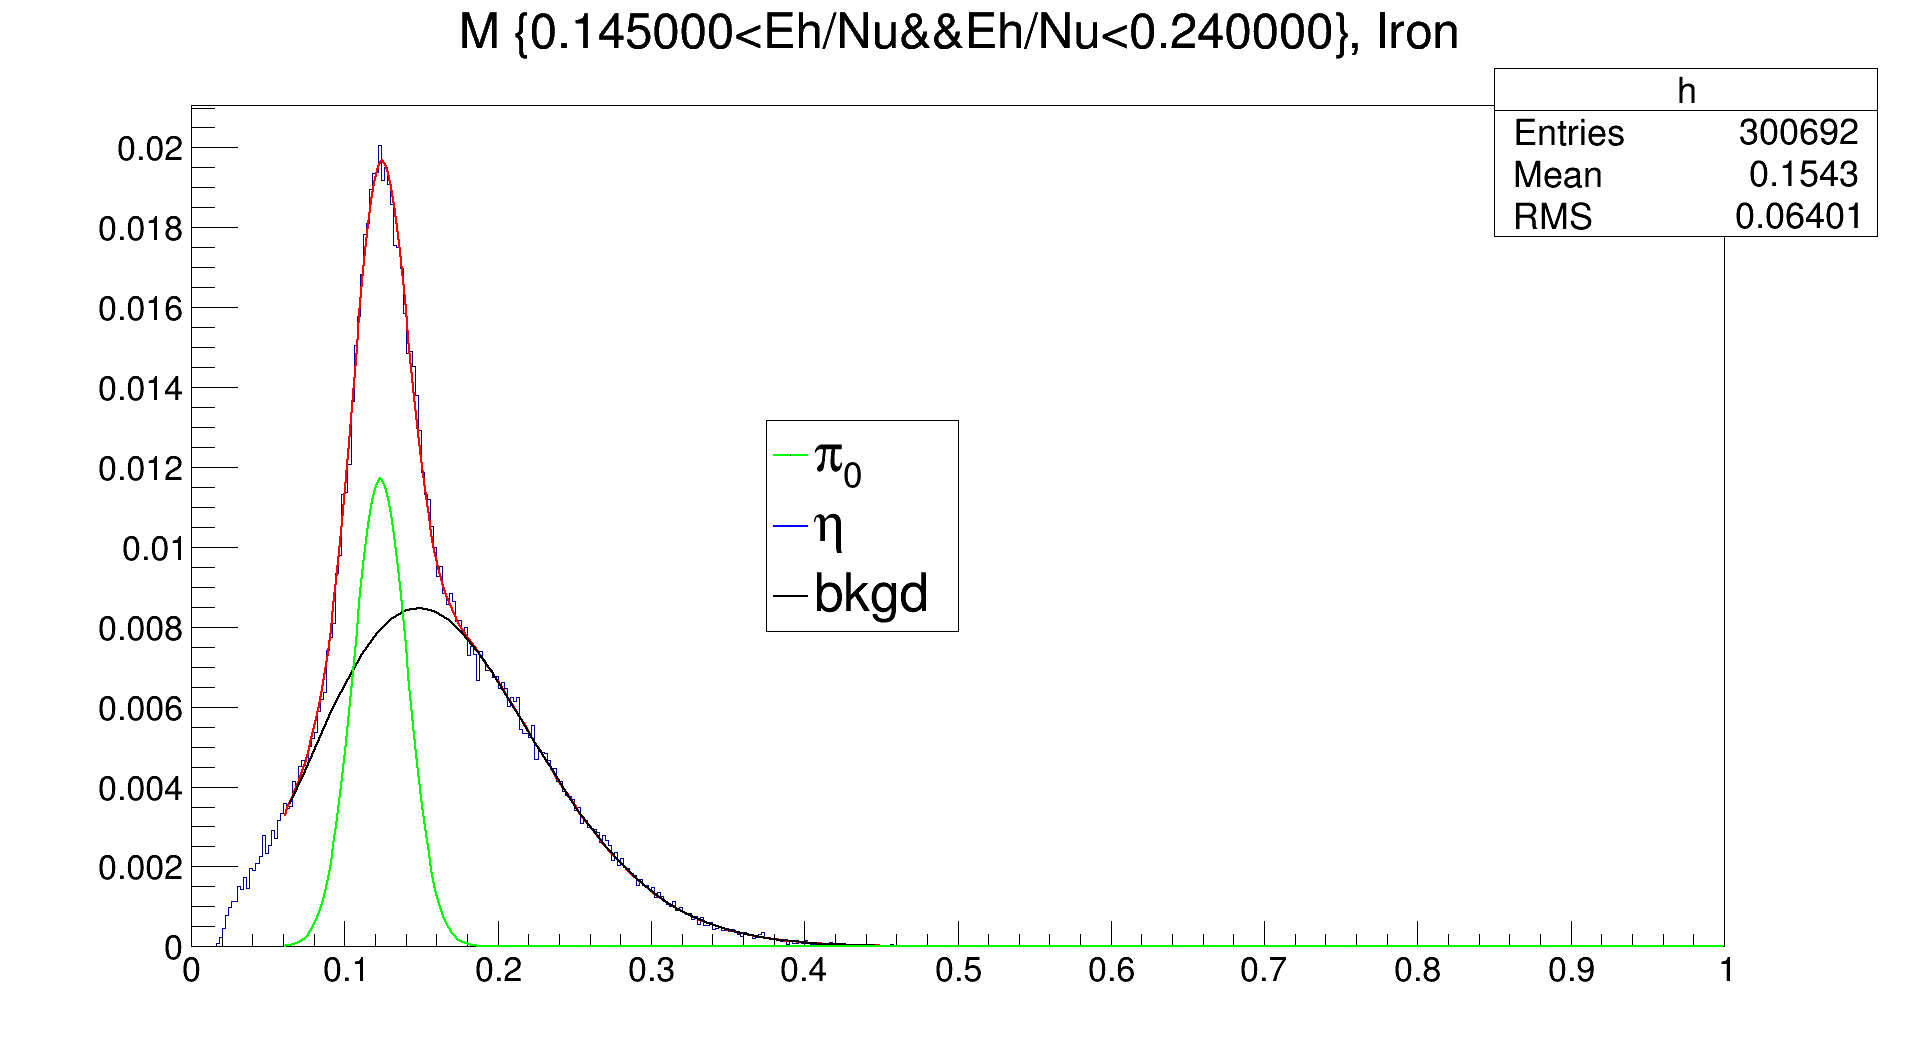 M {0.145000<Eh/Nu&&Eh/Nu<0.240000}, Iron
h
Entries 300692
Mean 0.1543
RMS 0.06401
0.02
0.018
0.016
0.014
0.012
0.01
0.008
0.006
0.004
0.002
0
π0
η
bkgd
0 0.1 0.2 0.3 0.4 0.5 0.6 0.7 0.8 0.9 1